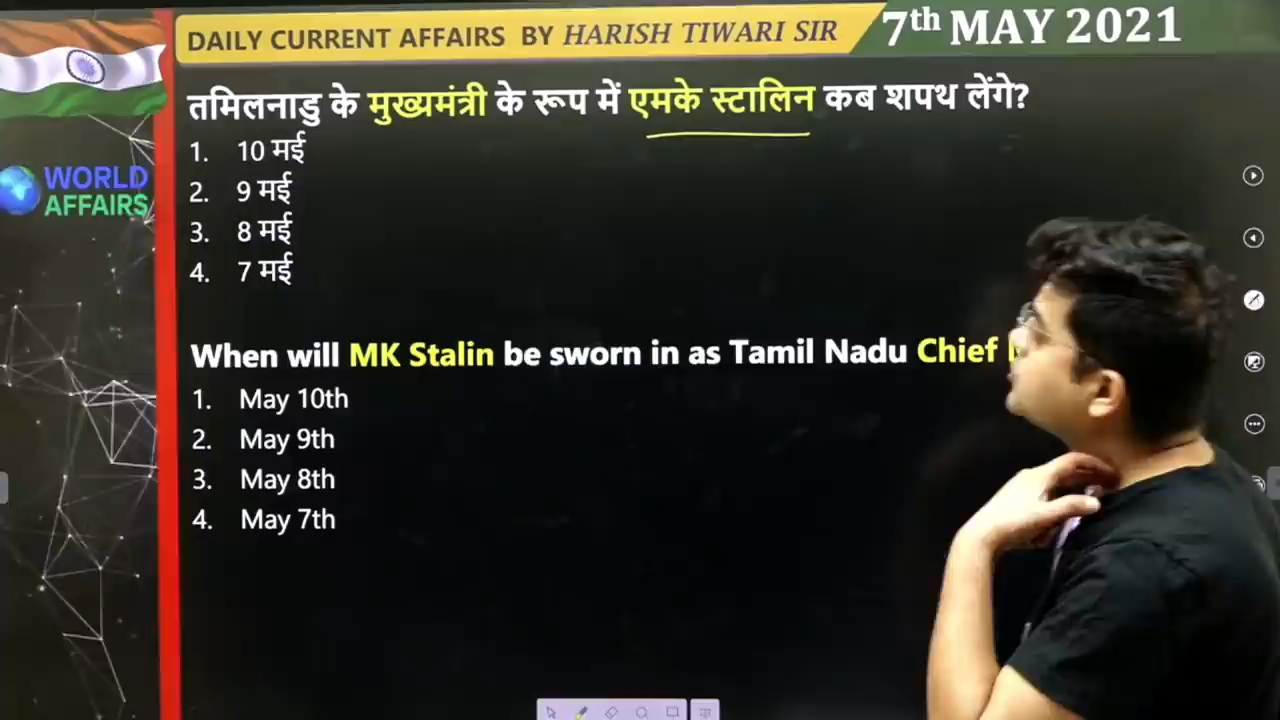 DAILY CURRENT AFFAIRS BY HARISH TIWARI SIR
7th MAY 2021
WORLD
AFFAIRS
तमिलनाडु के मुख्यमंत्री के रूप में एमके स्टालिन कब शपथ लेंगे?
1. 10 मई
2. 9 मई
3. 8 मई
4. 7 मई
When will MK Stalin be sworn in as Tamil Nadu Chief
1. May 10th
2. May 9th
3. May 8th
4. May 7th